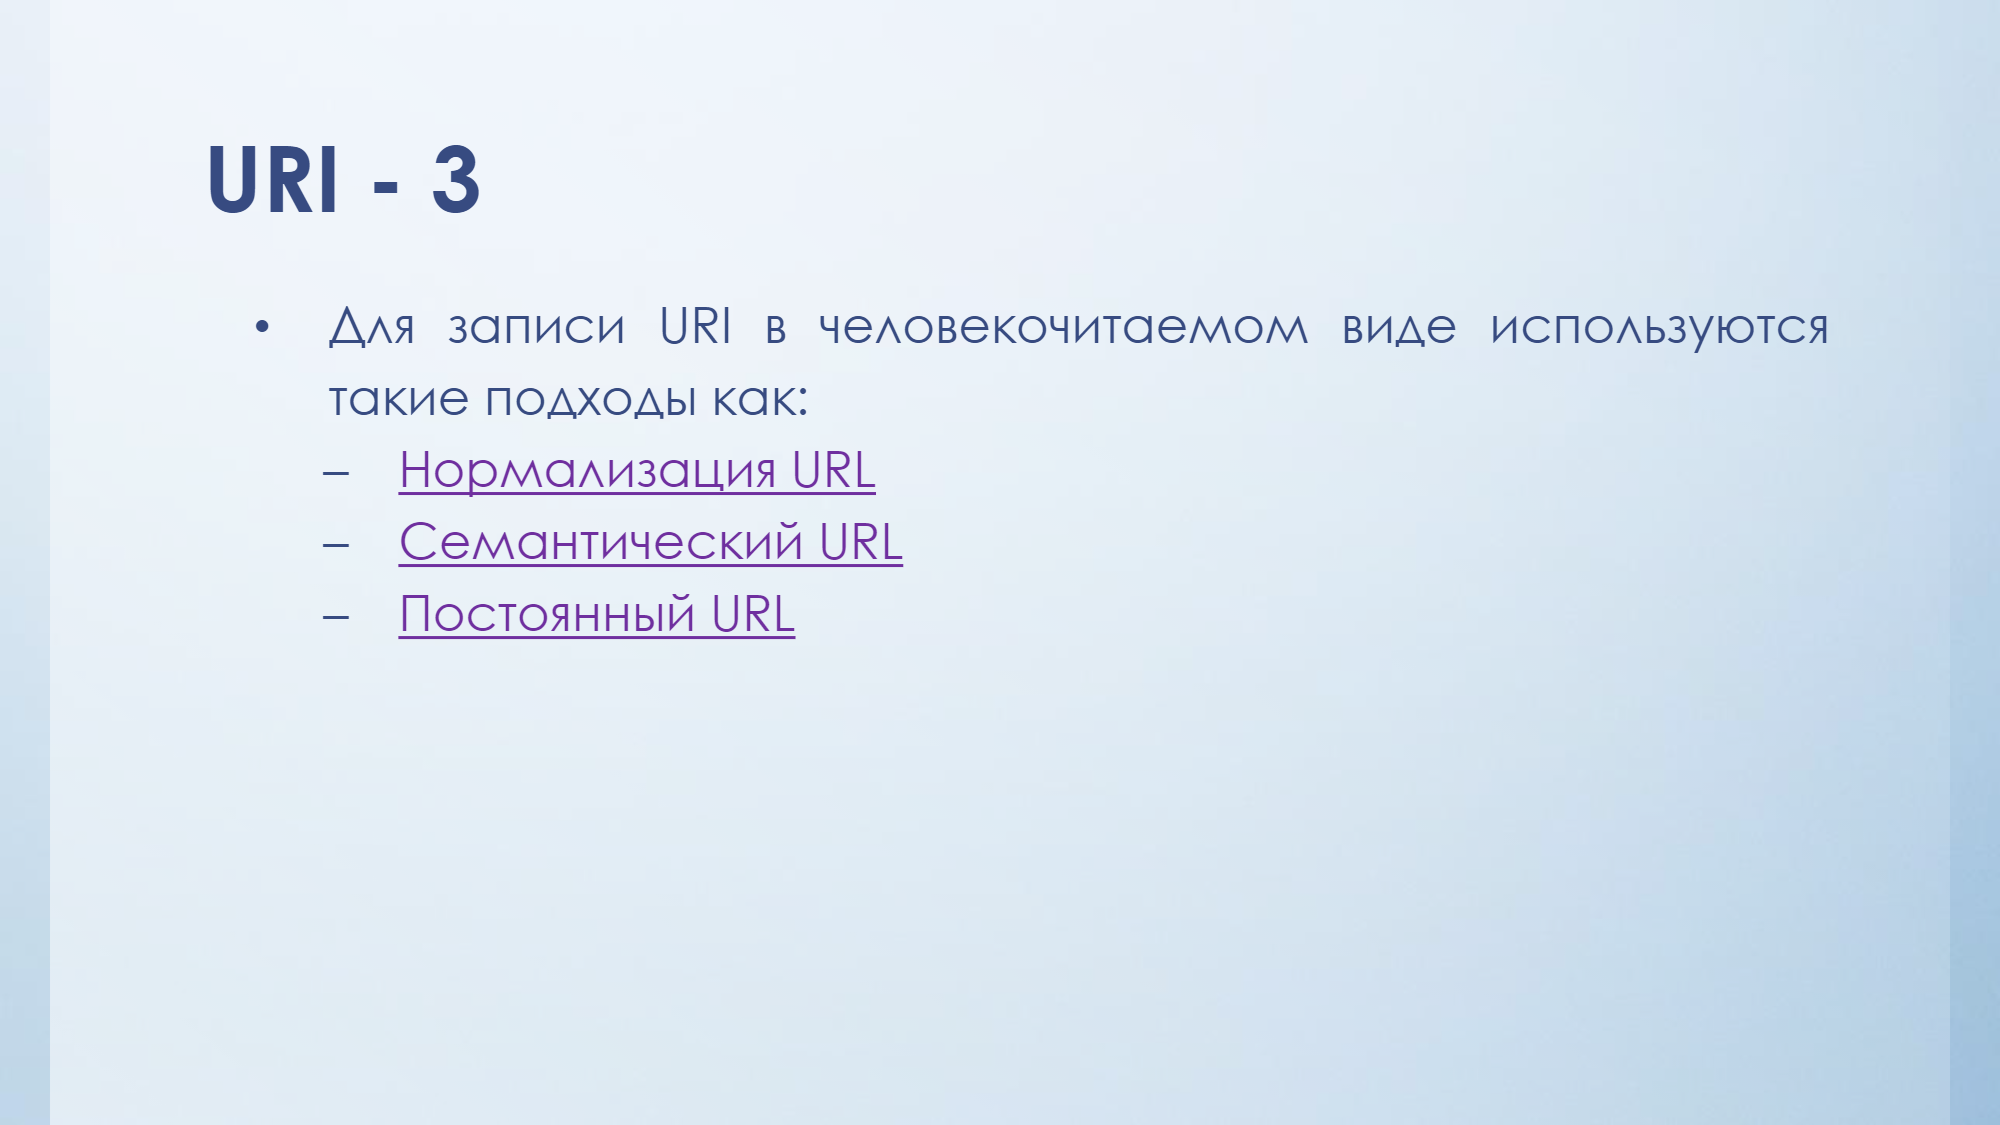 URI - 3
• Для записи URI в человекочитаемом виде используются
такие подходы как:
– Нормализация URL
– Семантический URL
– Постоянный URL